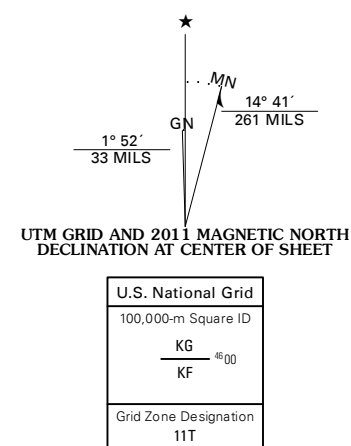 ★
MN
GN
14° 41´
261 MILS
1° 52´
33 MILS
UTM GRID AND 2011 MAGNETIC NORTH
DECLINATION AT CENTER OF SHEET
U.S. National Grid
100,000-m Square ID
KG
4600
KF
Grid Zone Designation
11T